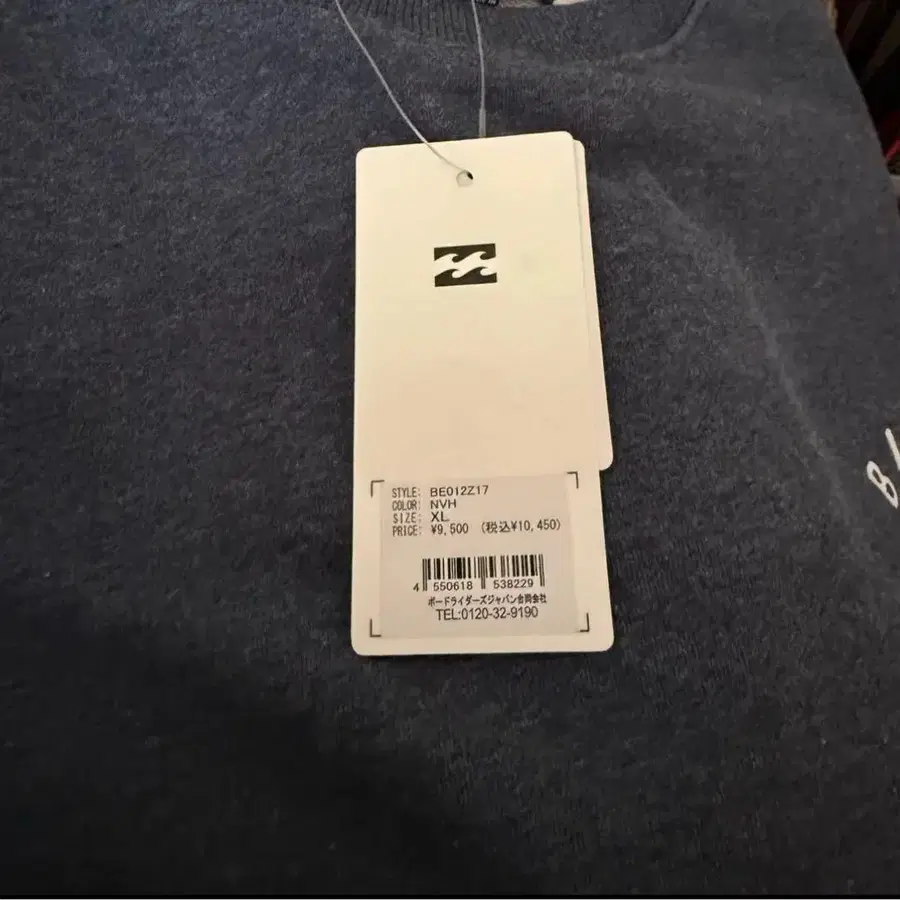 STYLE: BE012Z17
COLOR: NVH
SIZE: XL
PRICE: ¥9,500 (税込¥10,450)
4 550618 538229
ボードライダーズジャパン合同会社
TEL:0120-32-9190